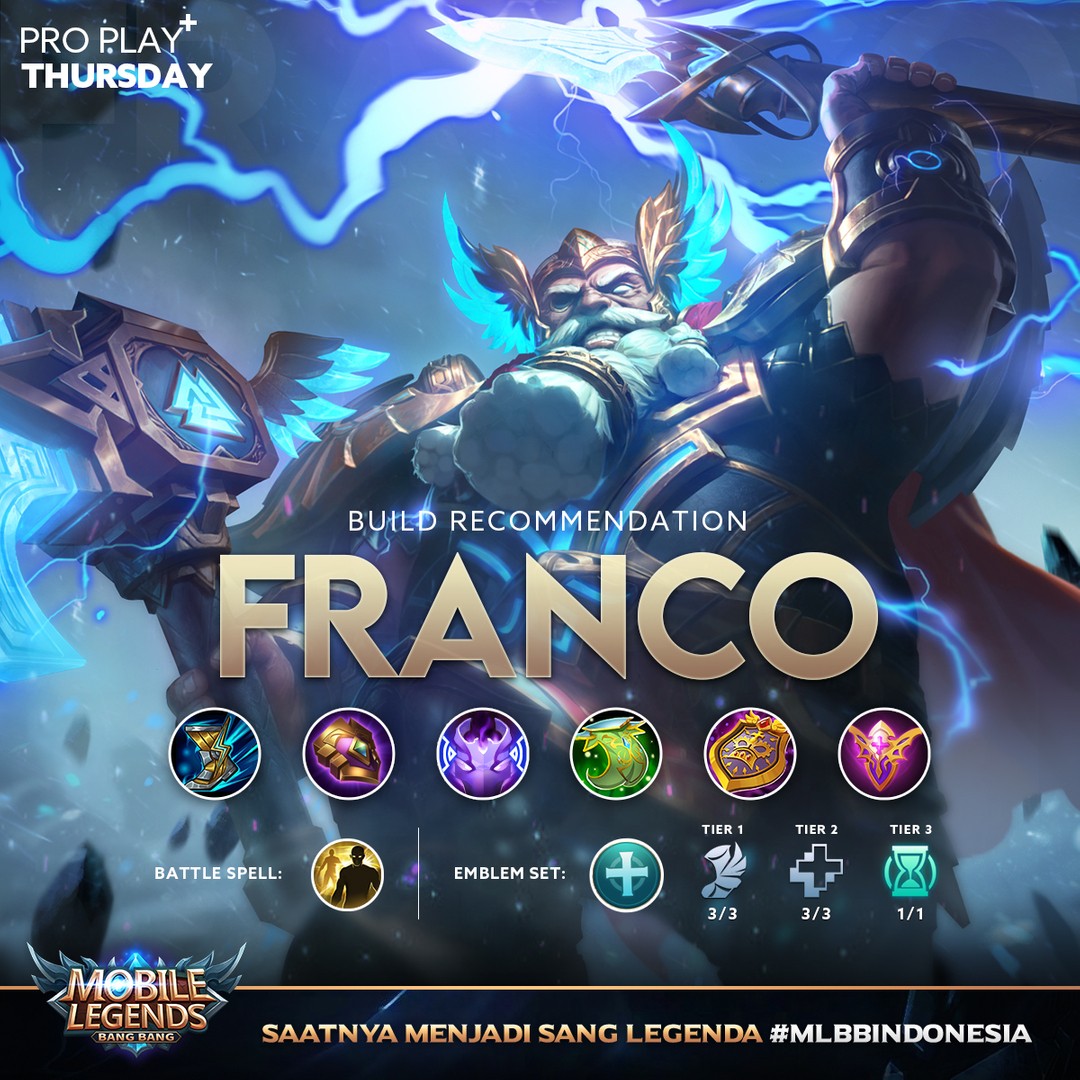 PRO PLAY+
THURSDAY
BUILD RECOMMENDATION
FRANCO
TIER 1
TIER 2
TIER 3
BATTLE SPELL:
EMBLEM SET:
3/3
3/3
1/1
MOBILE
LEGENDS
BANG BANG
SAATNYA MENJADI SANG LEGENDA #MLBBINDONESIA